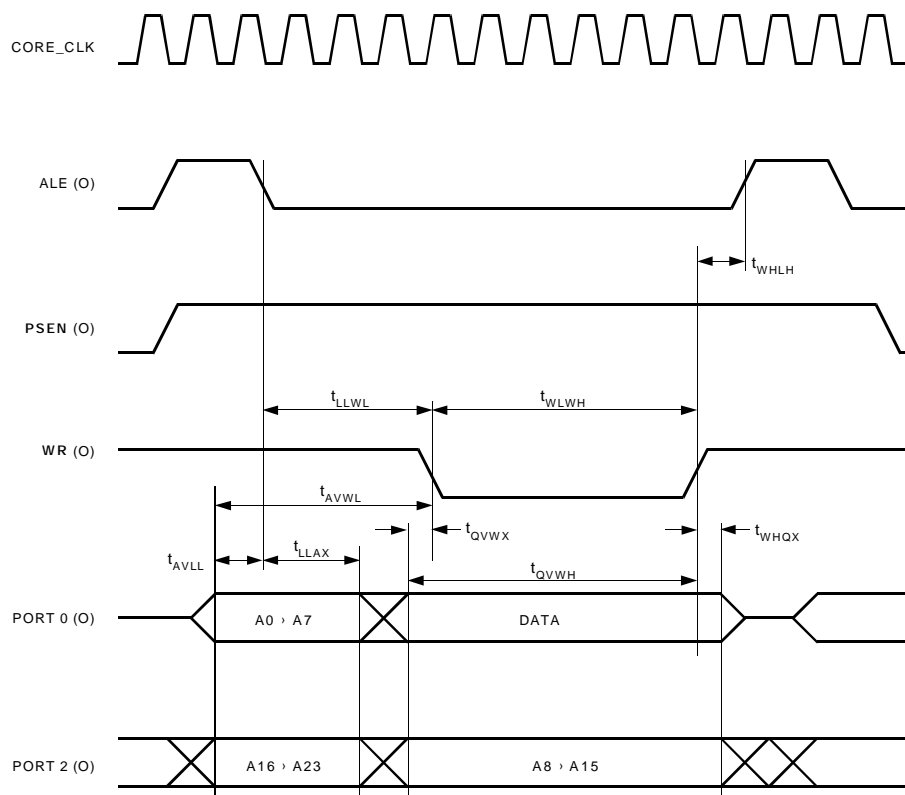 CORE_CLK
ALE (O)
tWHLH
PSEN (O)
tLLWL
tWLWH
WR (O)
tAVWL
tQVWX
tWHQX
tAVLL
tLLAX
tQVWH
PORT 0 (O)
A0 › A7
DATA
PORT 2 (O)
A16 › A23
A8 › A15